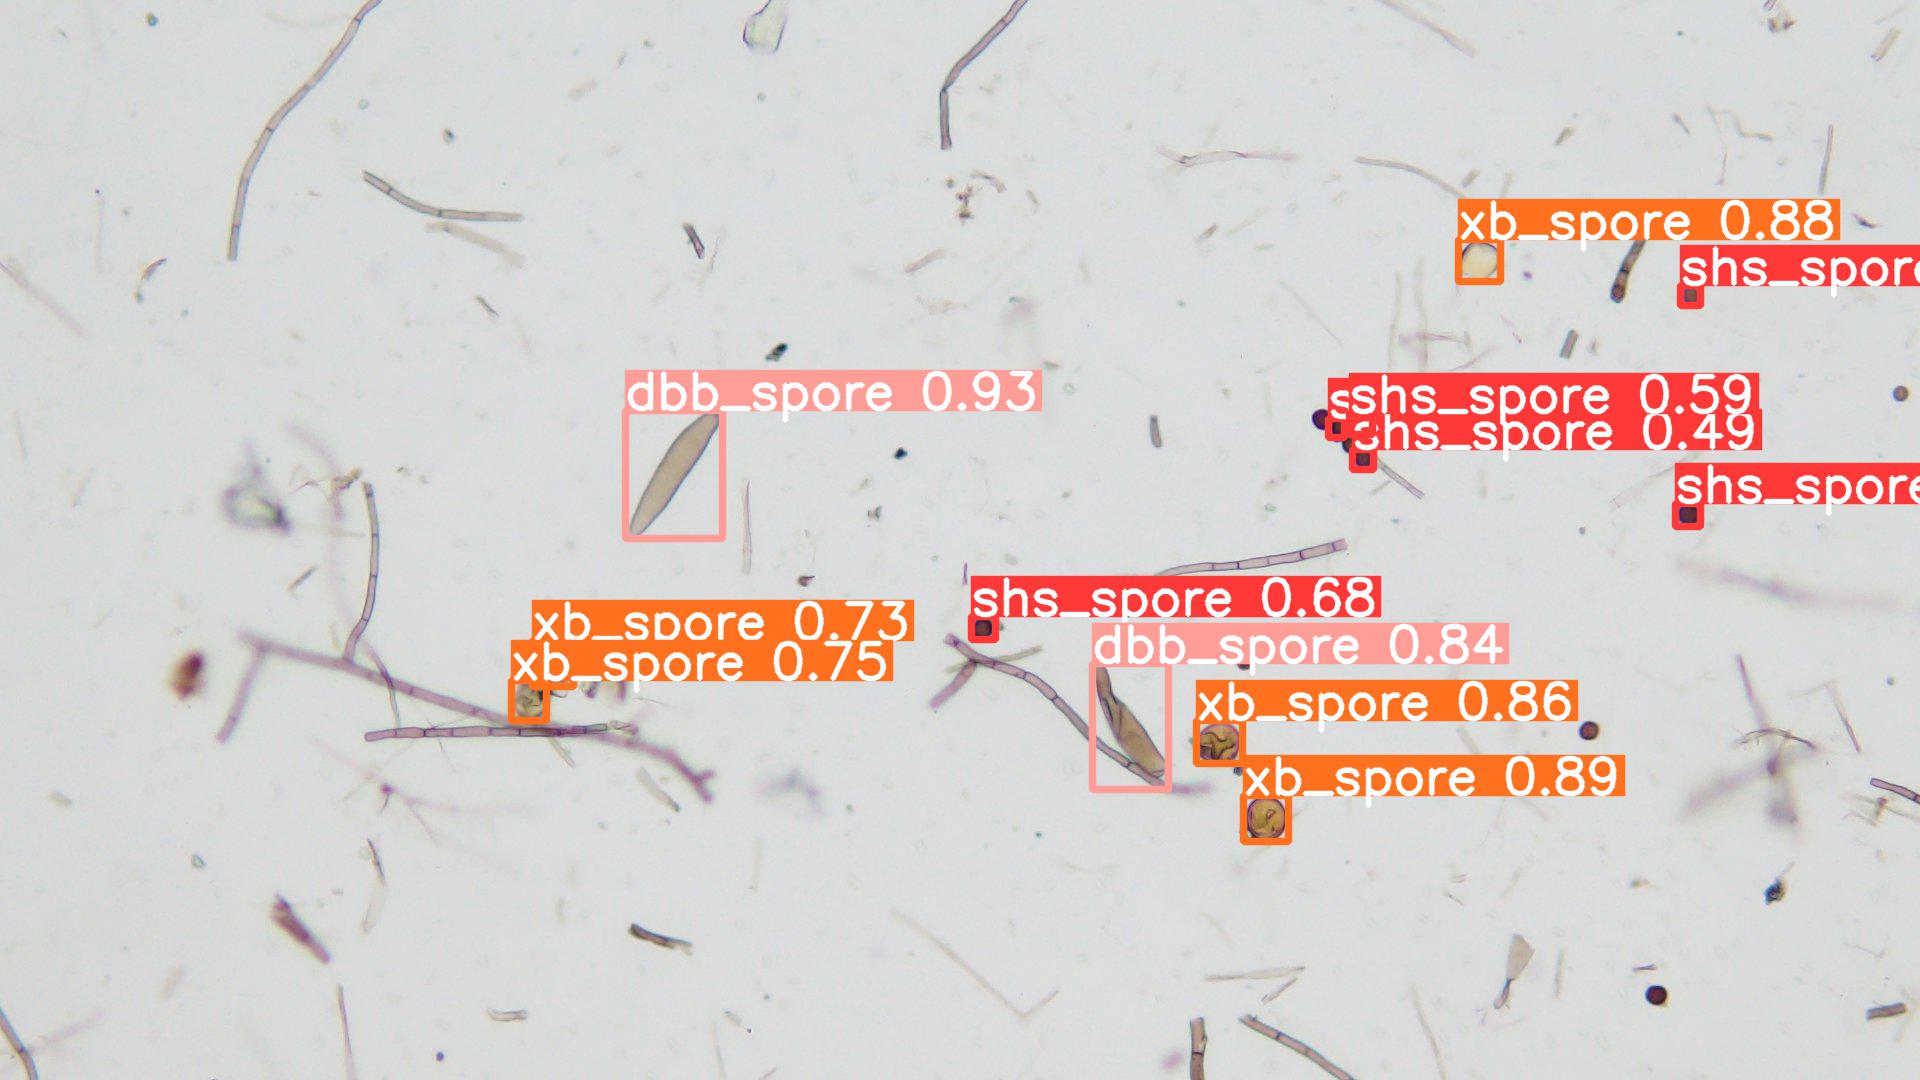 xb_spore 0.88
shs_spore
dbb_spore 0.93
shs_spore 0.59
shs_spore 0.49
shs_spore
shs_spore 0.68
xb_spore 0.73
dbb_spore 0.84
xb_spore 0.75
xb_spore 0.86
xb_spore 0.89